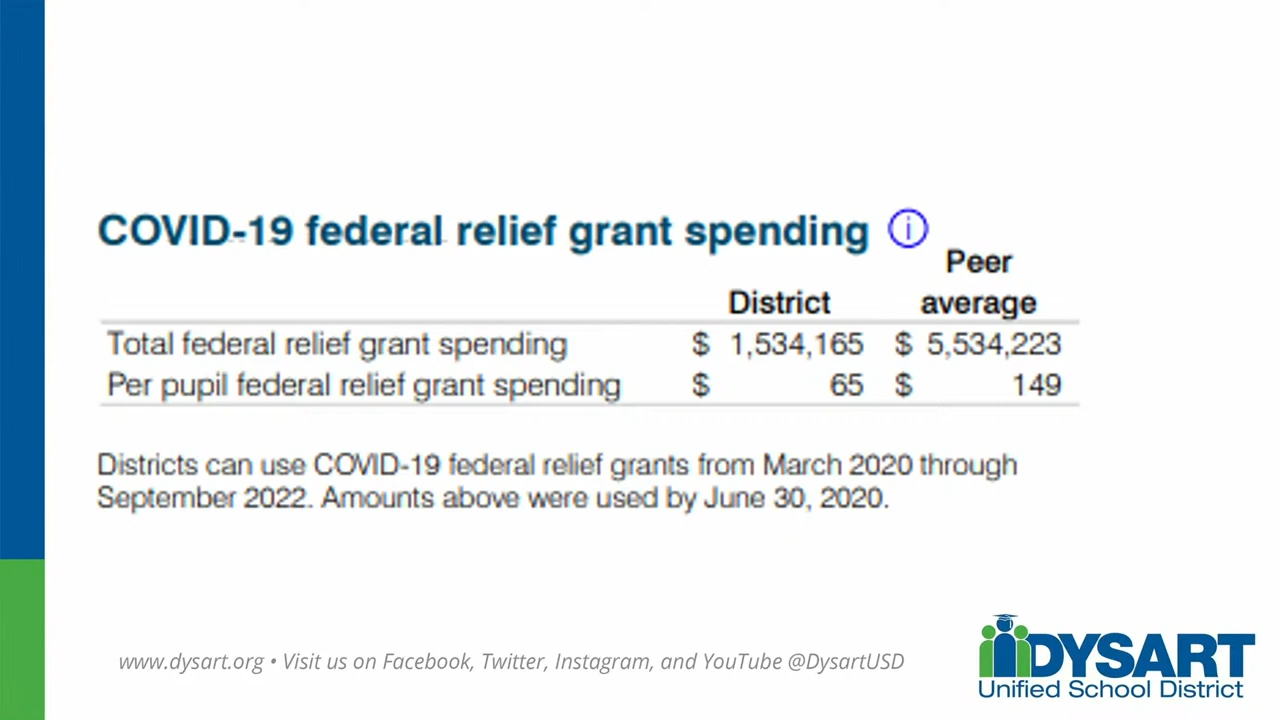 COVID-19 federal relief grant spending ⓘ
Peer
District average
Total federal relief grant spending $ 1,534,165 $ 5,534,223
Per pupil federal relief grant spending $ 65 $ 149
Districts can use COVID-19 federal relief grants from March 2020 through
September 2022. Amounts above were used by June 30, 2020.
www.dysart.org • Visit us on Facebook, Twitter, Instagram, and YouTube @DysartUSD
DYSART
Unified School District